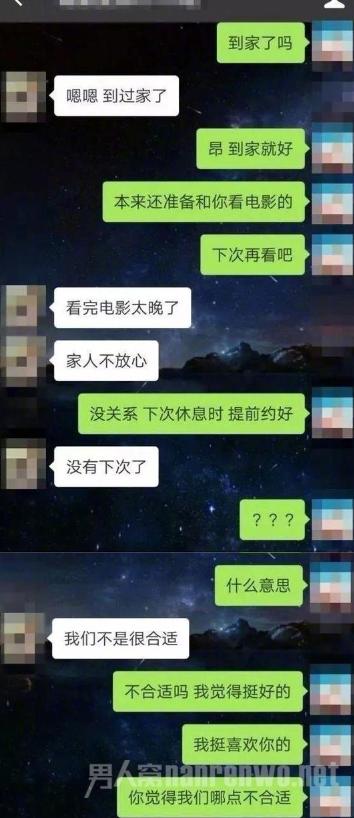 到家了吗
嗯嗯 到过家了
昂 到家就好
本来还准备和你看电影的
下次再看吧
看完电影太晚了
家人不放心
没关系 下次休息时 提前约好
没有下次了
？？？
什么意思
我们不是很合适
不合适吗 我觉得挺好的
我挺喜欢你的
男人窝nanrenwo.net
你觉得我们哪点不合适